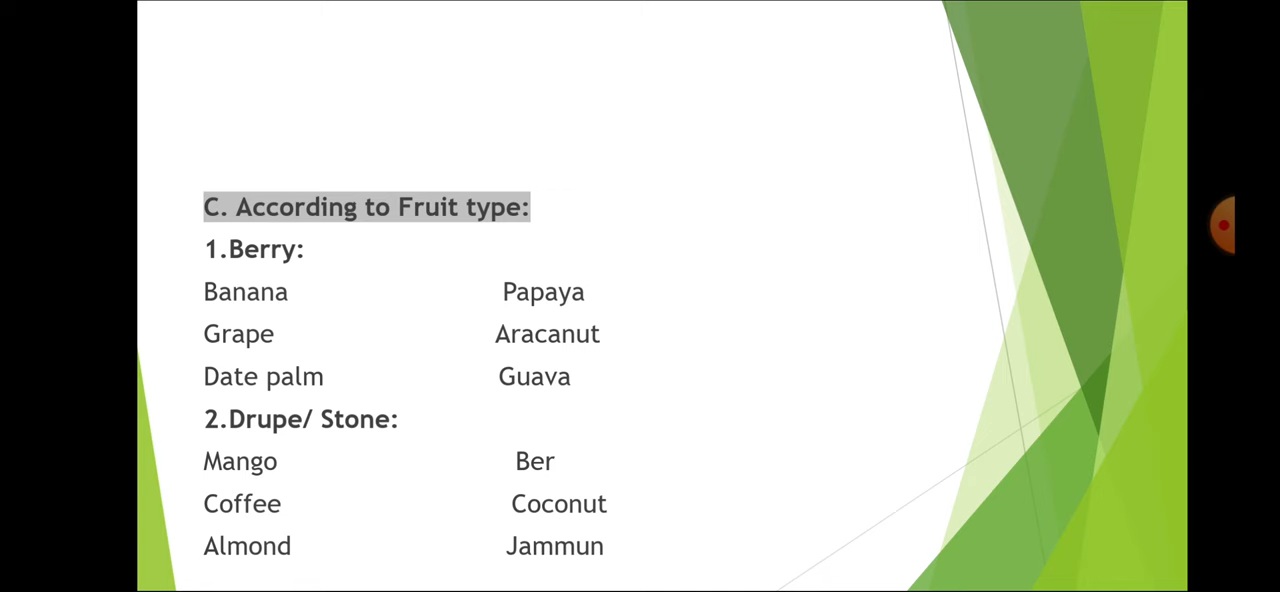 C. According to Fruit type:
1.Berry:
Banana Papaya
Grape Aracanut
Date palm Guava
2.Drupe/ Stone:
Mango Ber
Coffee Coconut
Almond Jammun